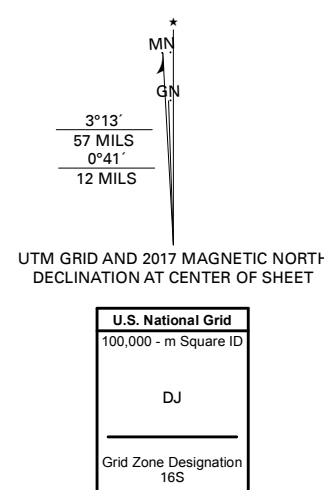 ★
MN
GN
3°13´
57 MILS
0°41´
12 MILS
UTM GRID AND 2017 MAGNETIC NORTH
DECLINATION AT CENTER OF SHEET
U.S. National Grid
100,000 - m Square ID
DJ
Grid Zone Designation
16S